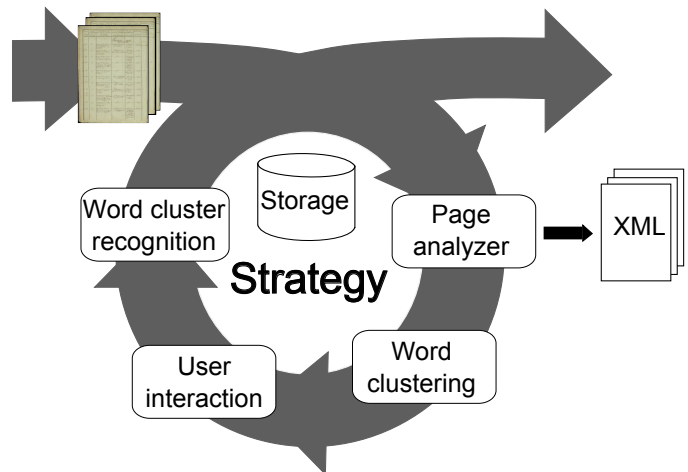 Storage
Word cluster
recognition
Page
analyzer
XML
Strategy
User
interaction
Word
clustering